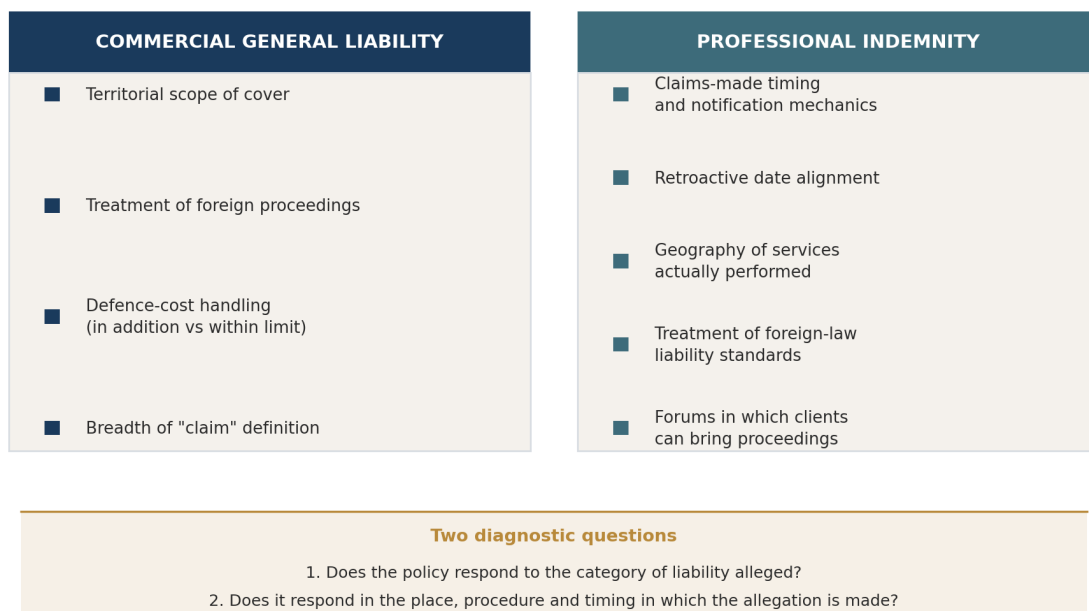 COMMERCIAL GENERAL LIABILITY
Territorial scope of cover
Treatment of foreign proceedings
Defence-cost handling
(in addition vs within limit)
Breadth of "claim" definition
PROFESSIONAL INDEMNITY
Claims-made timing
and notification mechanics
Retroactive date alignment
Geography of services
actually performed
Treatment of foreign-law
liability standards
Forums in which clients
can bring proceedings
Two diagnostic questions
1. Does the policy respond to the category of liability alleged?
2. Does it respond in the place, procedure and timing in which the allegation is made?